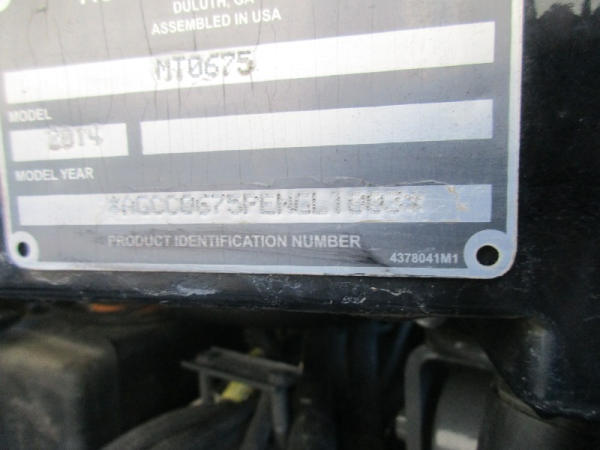 DULUTH, GA
ASSEMBLED IN USA
MT0675
MODEL
2014
MODEL YEAR
PRODUCT IDENTIFICATION NUMBER
4378041M1